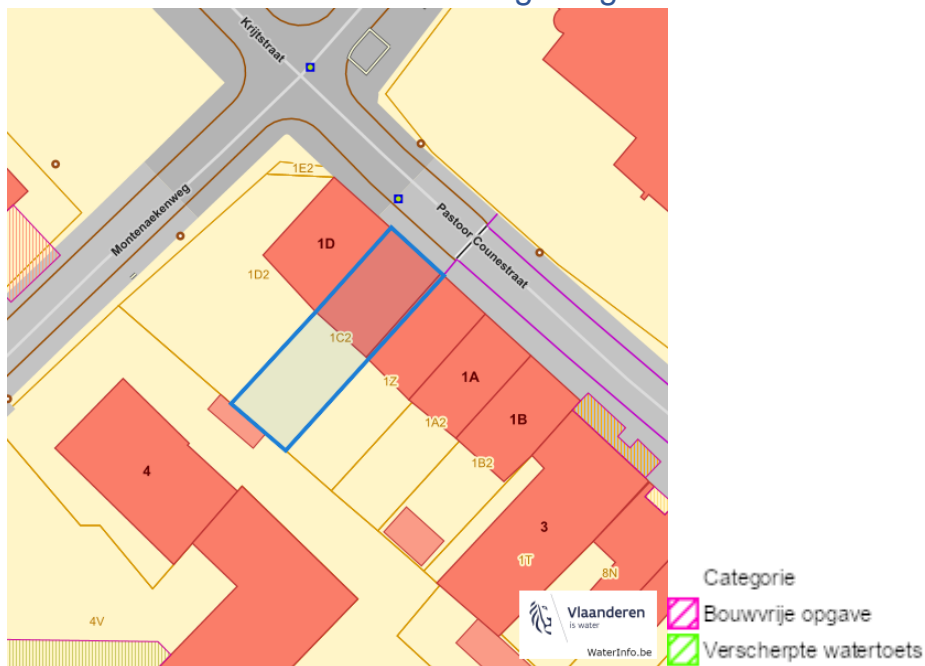 Krijtstraat
1E2
Montenaekenweg
Pastoor Counestraat
1D
1D2
1C2
1Z
1A
1A2
1B
1B2
4
3
1T
8N
4V
Vlaanderen
is water
WaterInfo.be
Categorie
Bouwvrije opgave
Verscherpte watertoets